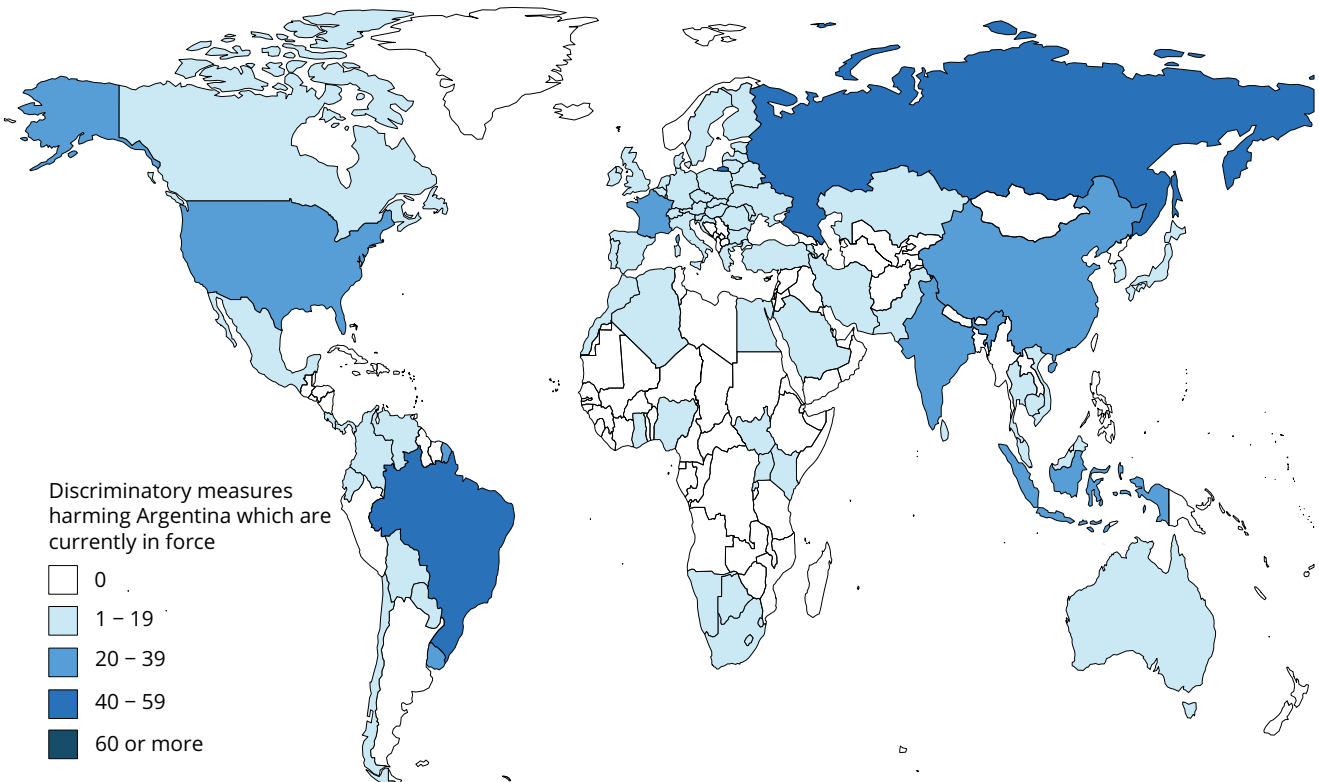 Discriminatory measures
harming Argentina which are
currently in force
0
1 – 19
20 – 39
40 – 59
60 or more